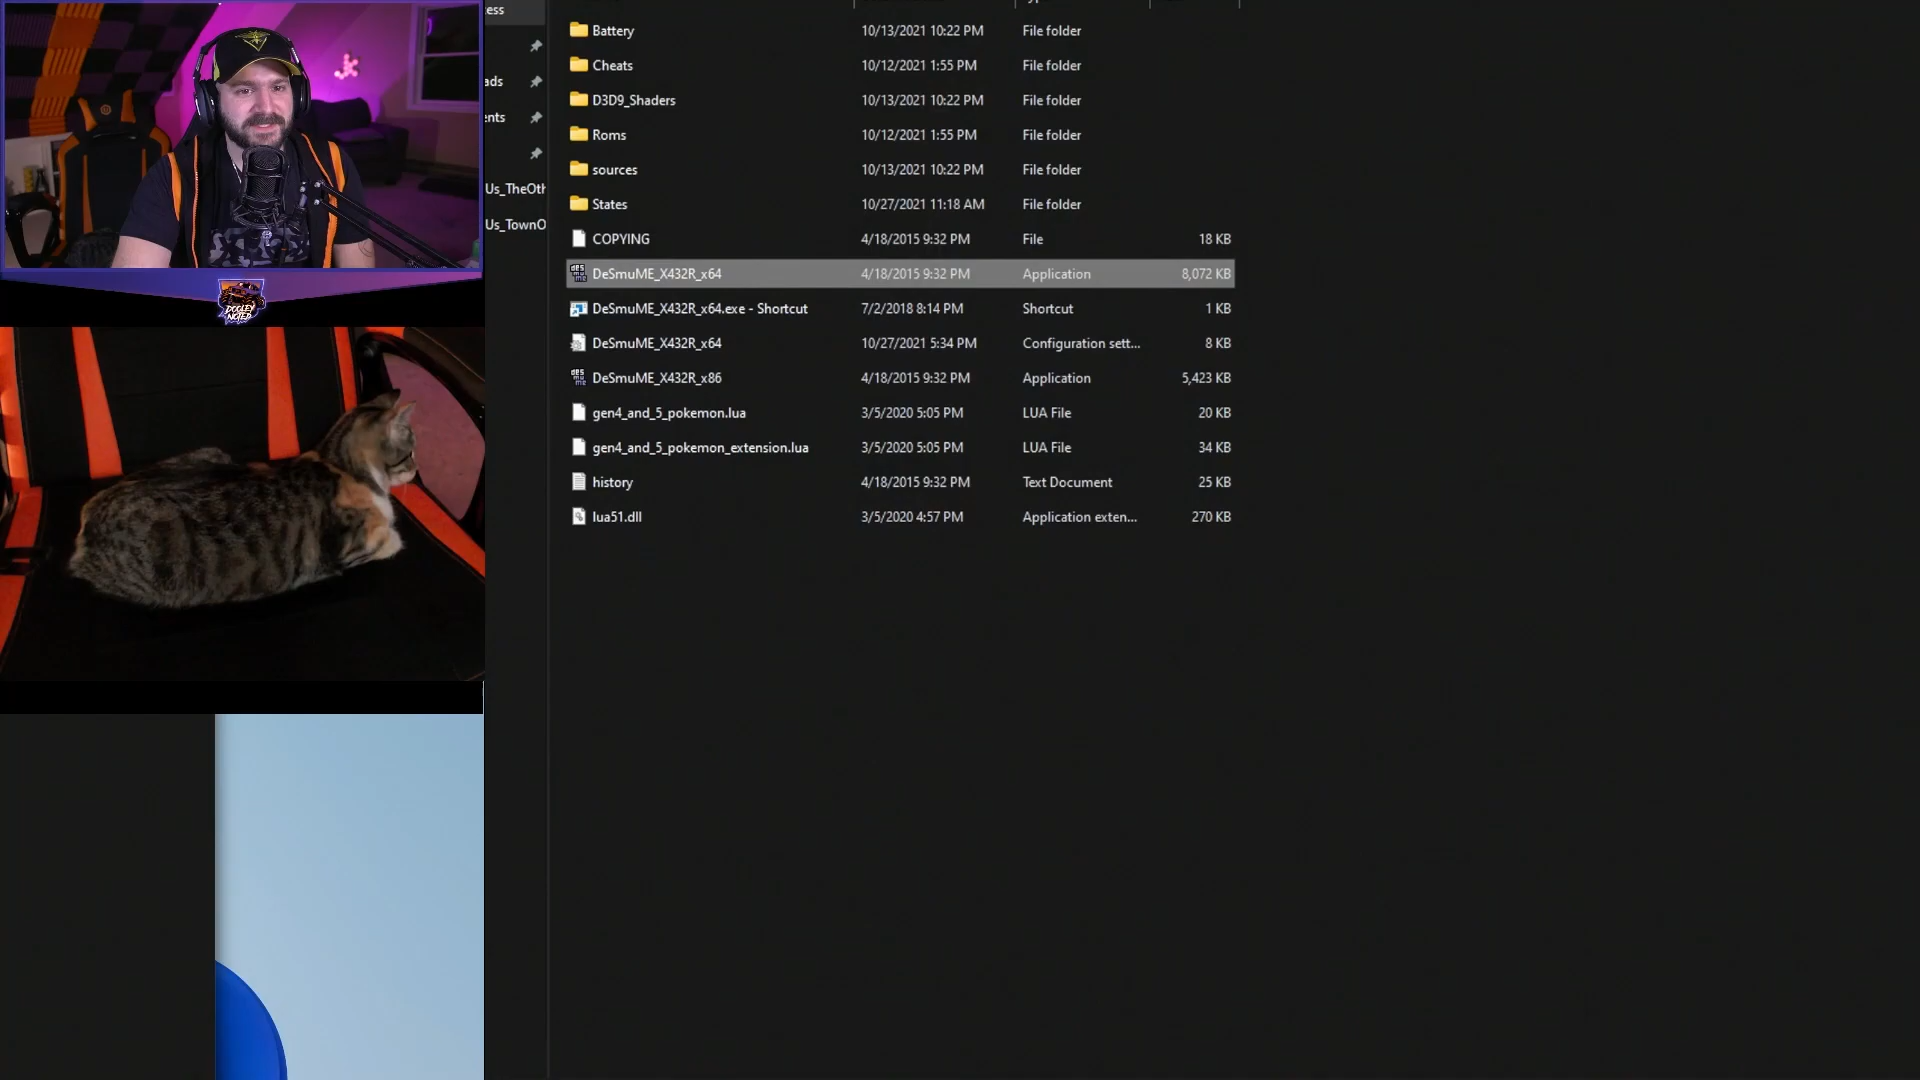 ess
ads
ents
Us_TheOth
Us_TownO
Battery 10/13/2021 10:22 PM File folder
Cheats 10/12/2021 1:55 PM File folder
D3D9_Shaders 10/13/2021 10:22 PM File folder
Roms 10/12/2021 1:55 PM File folder
sources 10/13/2021 10:22 PM File folder
States 10/27/2021 11:18 AM File folder
COPYING 4/18/2015 9:32 PM File 18 KB
DeSmuME_X432R_x64 4/18/2015 9:32 PM Application 8,072 KB
DeSmuME_X432R_x64.exe - Shortcut 7/2/2018 8:14 PM Shortcut 1 KB
DeSmuME_X432R_x64 10/27/2021 5:34 PM Configuration sett... 8 KB
DeSmuME_X432R_x86 4/18/2015 9:32 PM Application 5,423 KB
gen4_and_5_pokemon.lua 3/5/2020 5:05 PM LUA File 20 KB
gen4_and_5_pokemon_extension.lua 3/5/2020 5:05 PM LUA File 34 KB
history 4/18/2015 9:32 PM Text Document 25 KB
lua51.dll 3/5/2020 4:57 PM Application exten... 270 KB
DOOLEY
NOTED